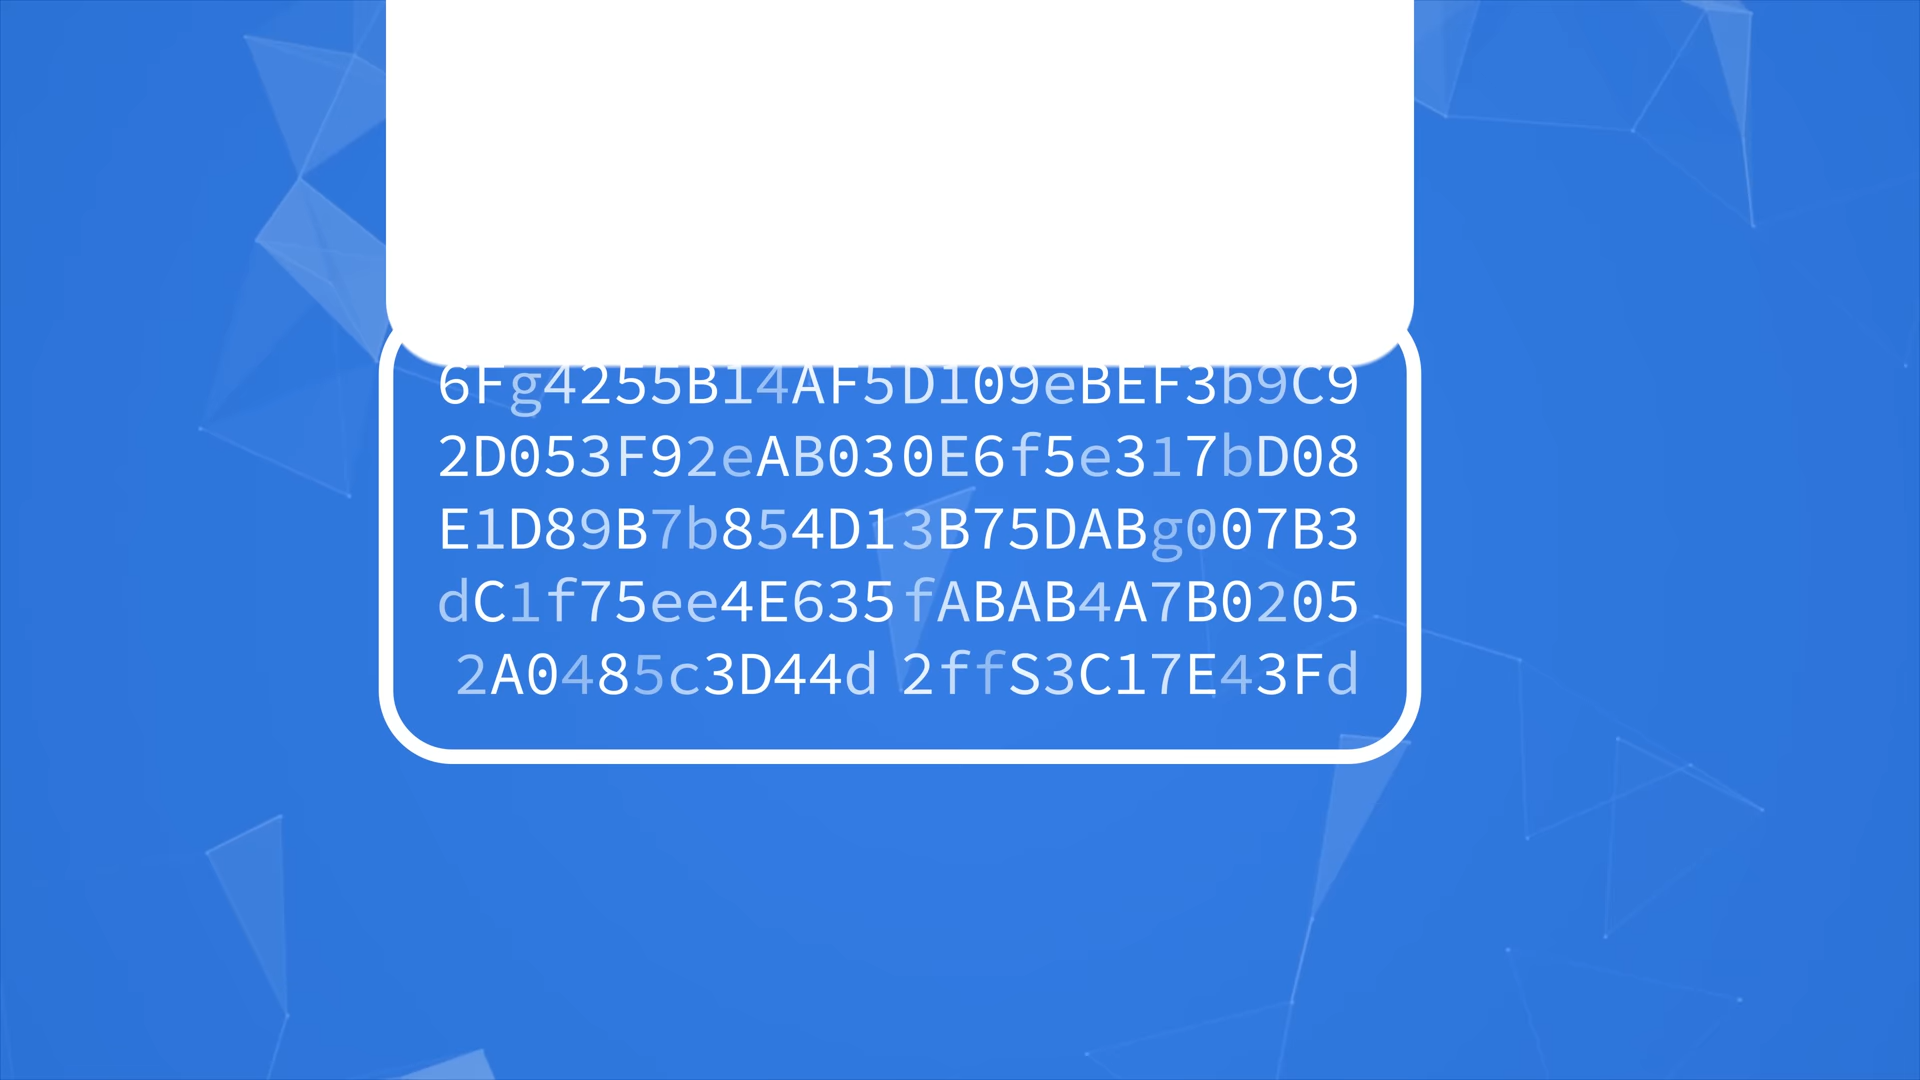 6Fg4255B14AF5D109eBEF3b9C9
2D053F92eAB030E6f5e317bD08
E1D89B7b854D13B75DABg007B3
dC1f75ee4E635fABAB4A7B0205
2A0485c3D44d 2ffS3C17E43Fd